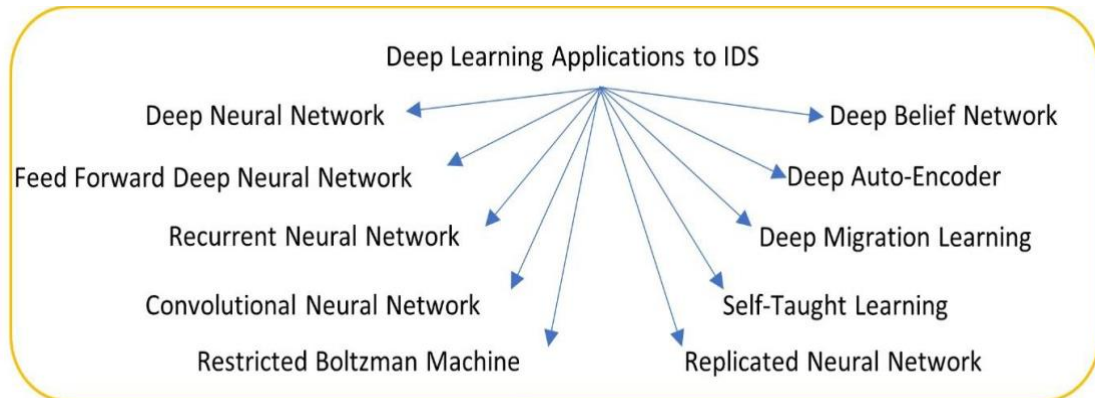 Deep Learning Applications to IDS
Deep Neural Network
Deep Belief Network
Feed Forward Deep Neural Network
Deep Auto-Encoder
Recurrent Neural Network
Deep Migration Learning
Convolutional Neural Network
Self-Taught Learning
Restricted Boltzman Machine
Replicated Neural Network